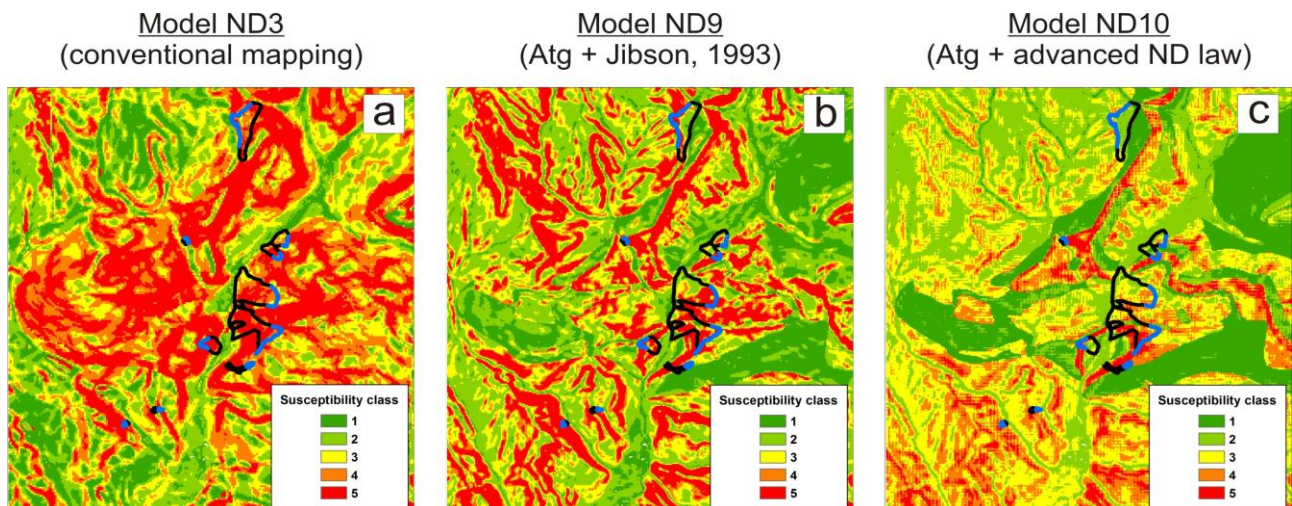 Model ND3
(conventional mapping)
Model ND9
(Atg + Jibson, 1993)
Model ND10
(Atg + advanced ND law)
a
b
c
Susceptibility class
1
2
3
4
5
Susceptibility class
1
2
3
4
5
Susceptibility class
1
2
3
4
5